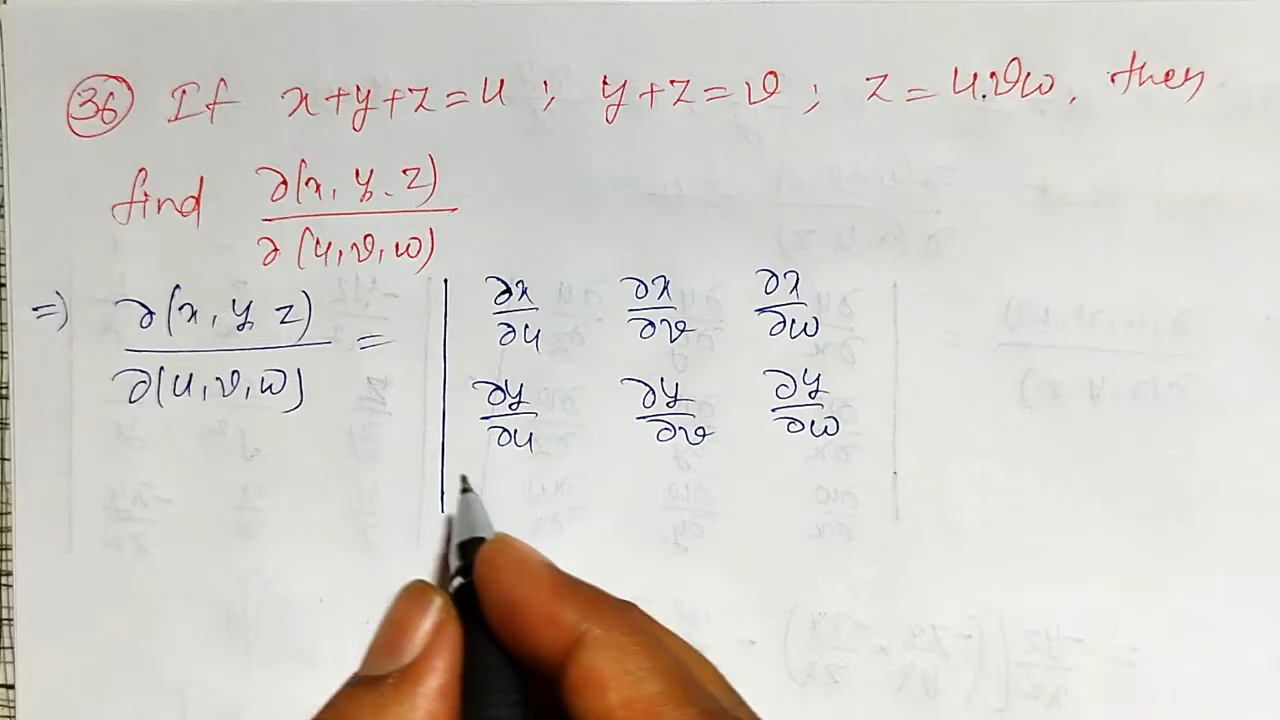 (36) If x+y+z=u ; y+z=v ; z=u.vw, then
find ∂(x, y. z) / ∂(u,v,w)
=) ∂(x, y, z) / ∂(u,v,w) = | ∂x/∂u ∂x/∂v ∂x/∂w
∂y/∂u ∂y/∂v ∂y/∂w